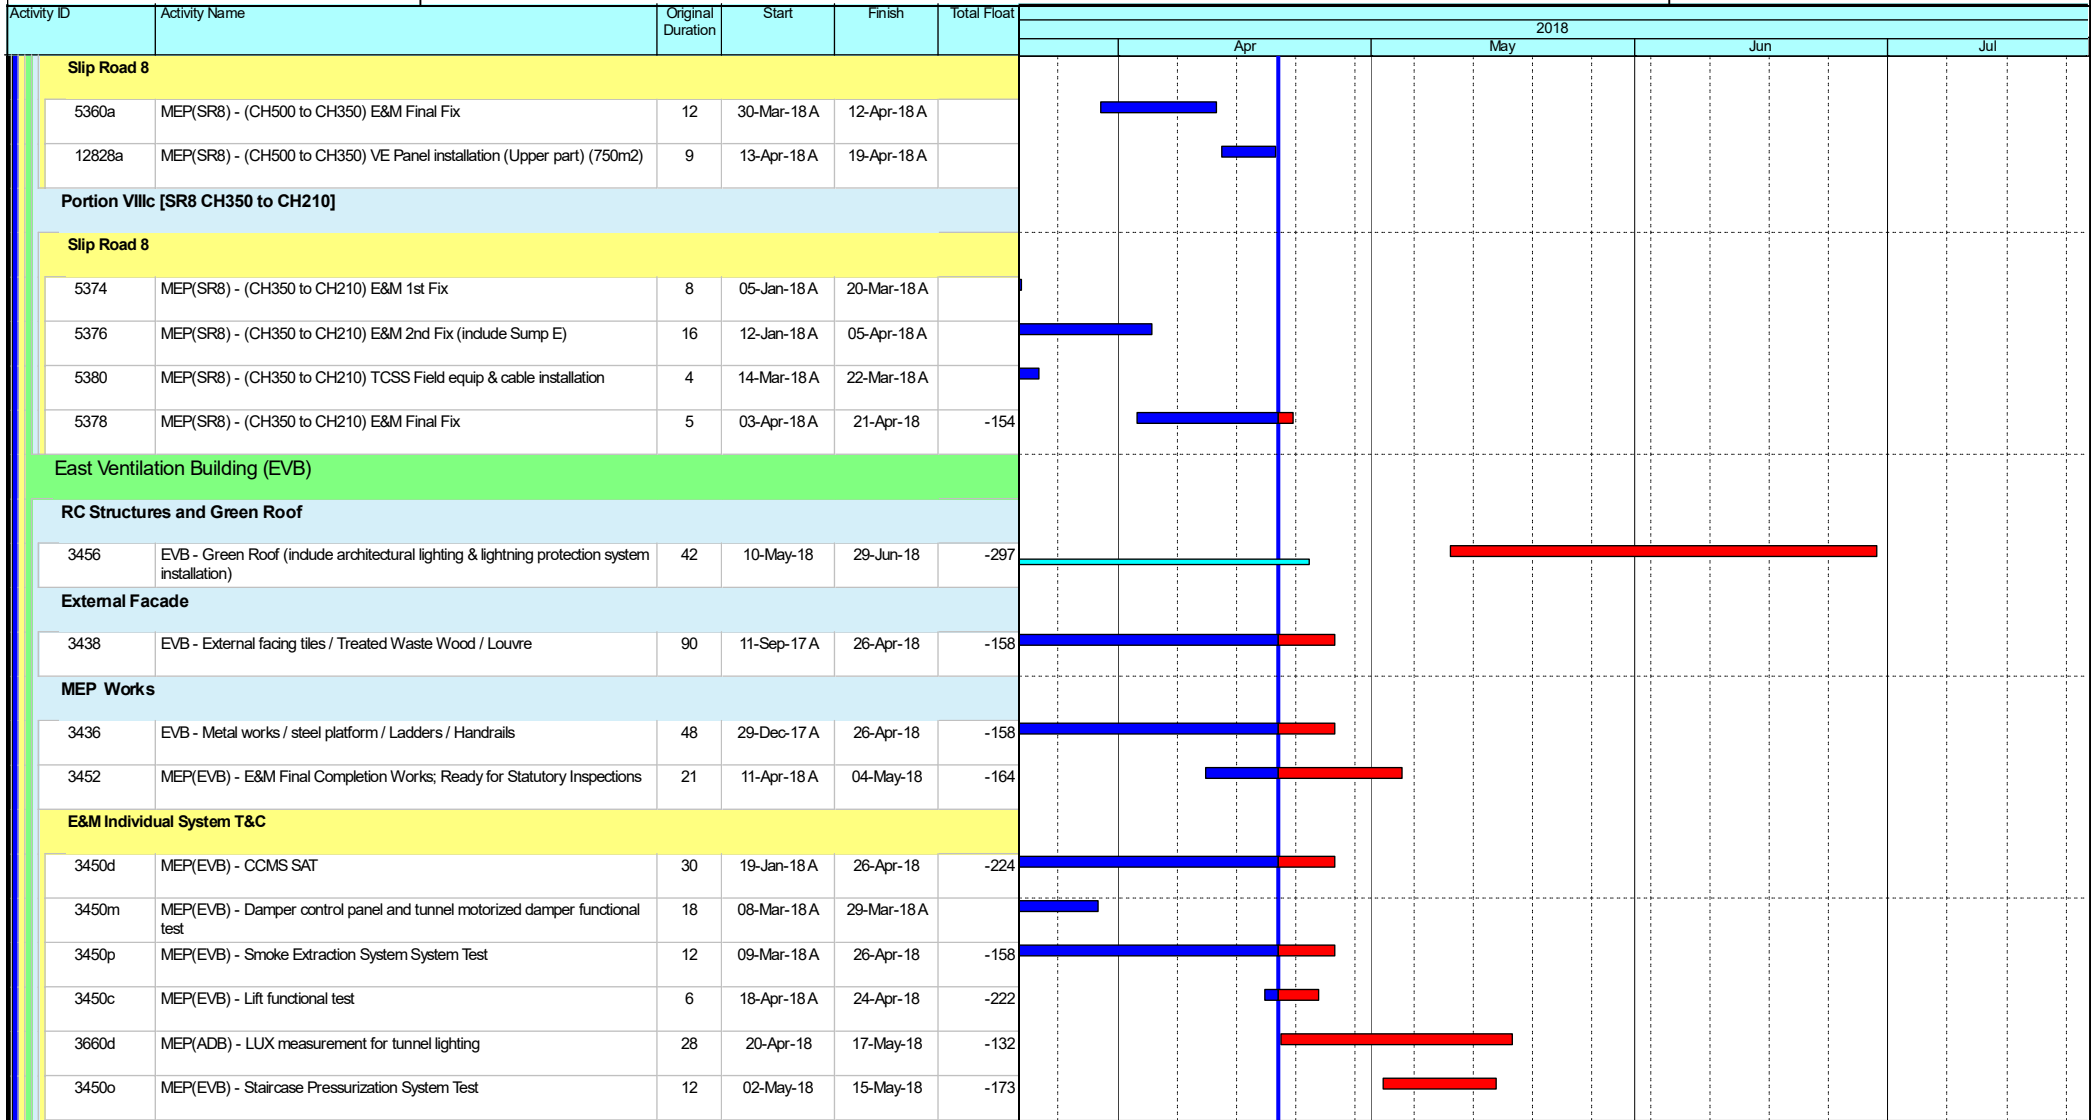 Activity ID Activity Name Original Duration Start Finish Total Float
2018
Apr May Jun Jul
Slip Road 8
5360a MEP(SR8) - (CH500 to CH350) E&M Final Fix 12 30-Mar-18 A 12-Apr-18 A
12828a MEP(SR8) - (CH500 to CH350) VE Panel installation (Upper part) (750m2) 9 13-Apr-18 A 19-Apr-18 A
Portion VIIIc [SR8 CH350 to CH210]
Slip Road 8
5374 MEP(SR8) - (CH350 to CH210) E&M 1st Fix 8 05-Jan-18 A 20-Mar-18 A
5376 MEP(SR8) - (CH350 to CH210) E&M 2nd Fix (include Sump E) 16 12-Jan-18 A 05-Apr-18 A
5380 MEP(SR8) - (CH350 to CH210) TCSS Field equip & cable installation 4 14-Mar-18 A 22-Mar-18 A
5378 MEP(SR8) - (CH350 to CH210) E&M Final Fix 5 03-Apr-18 A 21-Apr-18 -154
East Ventilation Building (EVB)
RC Structures and Green Roof
3456 EVB - Green Roof (include architectural lighting & lightning protection system 42 10-May-18 29-Jun-18 -297
installation)
External Facade
3438 EVB - External facing tiles / Treated Waste Wood / Louvre 90 11-Sep-17 A 26-Apr-18 -158
MEP Works
3436 EVB - Metal works / steel platform / Ladders / Handrails 48 29-Dec-17 A 26-Apr-18 -158
3452 MEP(EVB) - E&M Final Completion Works; Ready for Statutory Inspections 21 11-Apr-18 A 04-May-18 -164
E&M Individual System T&C
3450d MEP(EVB) - CCMS SAT 30 19-Jan-18 A 26-Apr-18 -224
3450m MEP(EVB) - Damper control panel and tunnel motorized damper functional 18 08-Mar-18 A 29-Mar-18 A
test
3450p MEP(EVB) - Smoke Extraction System System Test 12 09-Mar-18 A 26-Apr-18 -158
3450c MEP(EVB) - Lift functional test 6 18-Apr-18 A 24-Apr-18 -222
3660d MEP(ADB) - LUX measurement for tunnel lighting 28 20-Apr-18 17-May-18 -132
3450o MEP(EVB) - Staircase Pressurization System Test 12 02-May-18 15-May-18 -173